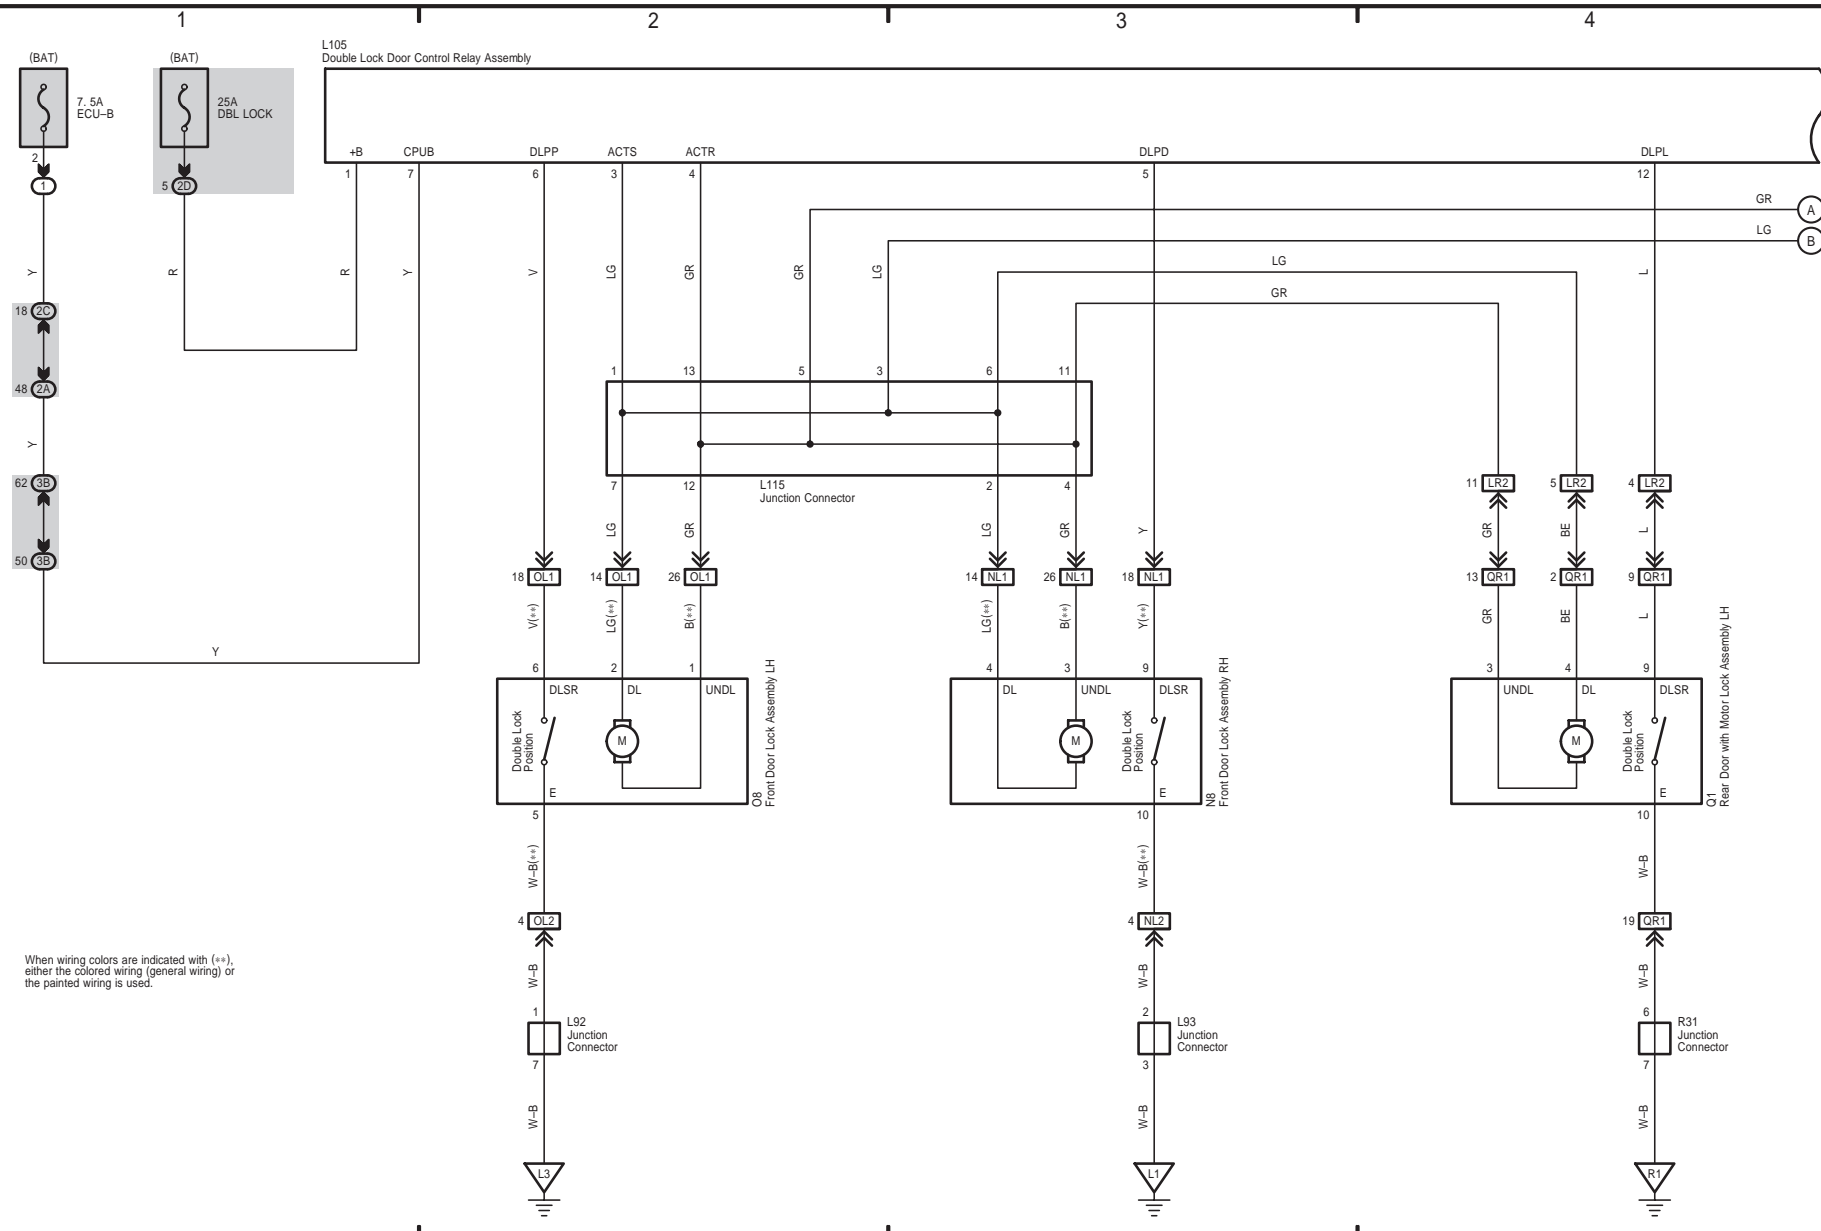 1 2 3 4
L105
Double Lock Door Control Relay Assembly
(BAT) (BAT)
7. 5A
ECU–B
25A
DBL LOCK
+B CPUB DLPP ACTS ACTR DLPD DLPL
2
1 7 6 3 4 5 12
1
5 2D
GR A
LG B
Y R R Y V LG GR GR LG L
LG
GR
18 2C
48 2A
1 13 5 3 6 11
Y
62 3B
7 12 2 4
L115
Junction Connector
11 LR2 5 LR2 4 LR2
LG GR LG GR Y GR BE L
50 3B
18 OL1 14 OL1 26 OL1 14 NL1 26 NL1 18 NL1 13 QR1 2 QR1 9 QR1
V(**) LG(**) B(**) LG(**) B(**) Y(**) GR BE L
Y
6 2 1 4 3 9 3 4 9
DLSR DL UNDL DL UNDL DLSR UNDL DL DLSR
Double Lock
Position
M
E
O8
Front Door Lock Assembly LH
M
Double Lock
Position
E
N8
Front Door Lock Assembly RH
M
Double Lock
Position
E
Q1
Rear Door with Motor Lock Assembly LH
5 10 10
W–B(**) W–B(**) W–B
4 OL2 4 NL2 19 QR1
When wiring colors are indicated with (**),
either the colored wiring (general wiring) or
the painted wiring is used.
W–B W–B W–B
1 2 6
L92
Junction
Connector
L93
Junction
Connector
R31
Junction
Connector
7 3 7
W–B W–B W–B
L3 L1 R1